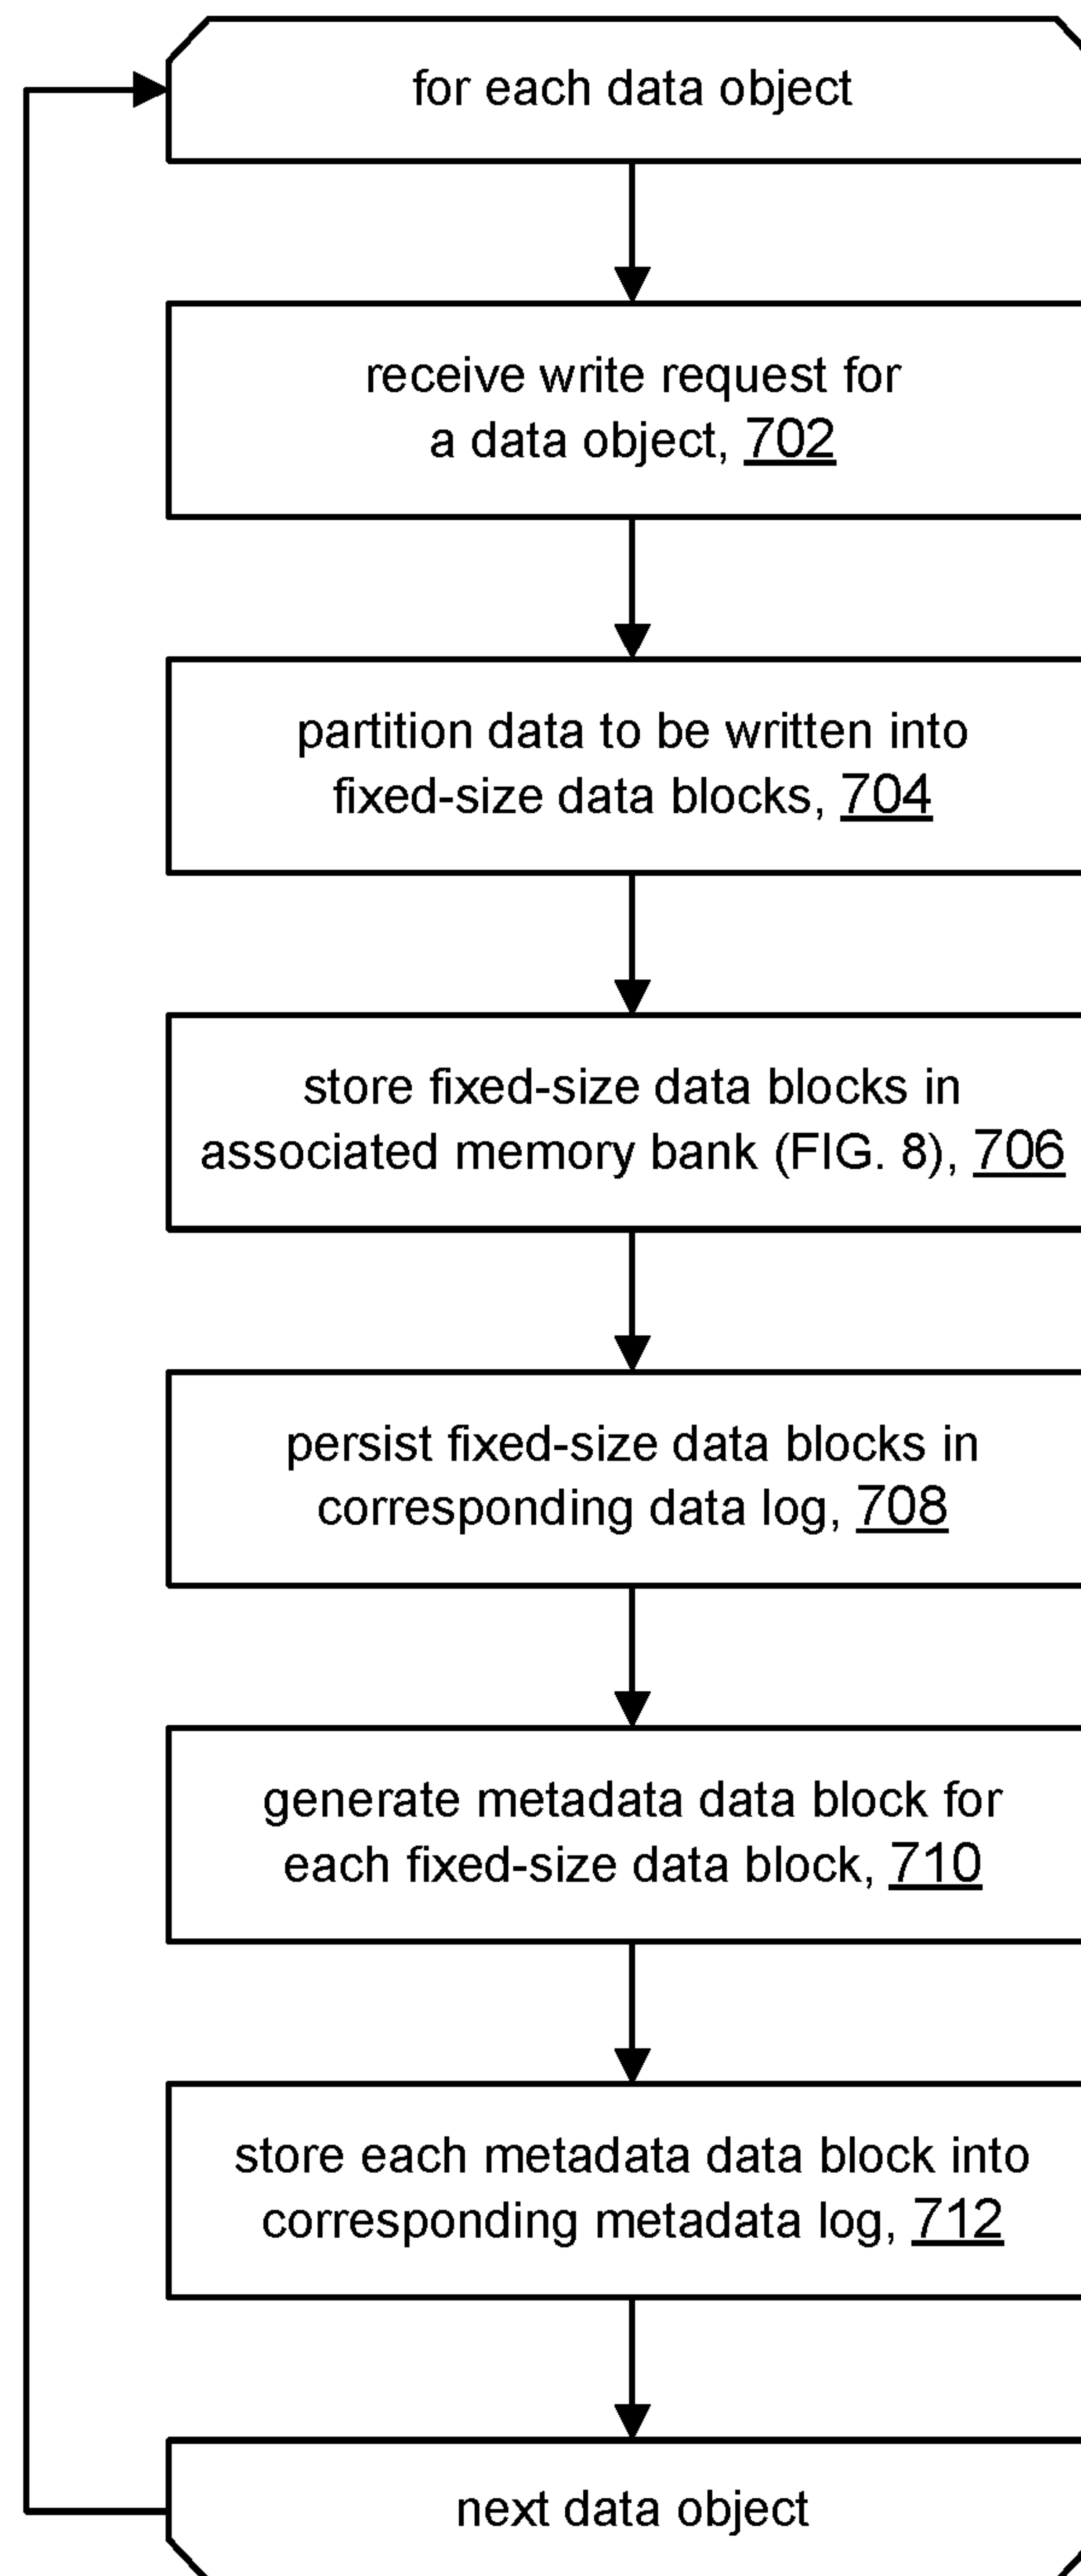 for each data object
receive write request for
a data object, 702
partition data to be written into
fixed-size data blocks, 704
store fixed-size data blocks in
associated memory bank (FIG. 8), 706
persist fixed-size data blocks in
corresponding data log, 708
generate metadata data block for
each fixed-size data block, 710
store each metadata data block into
corresponding metadata log, 712
next data object